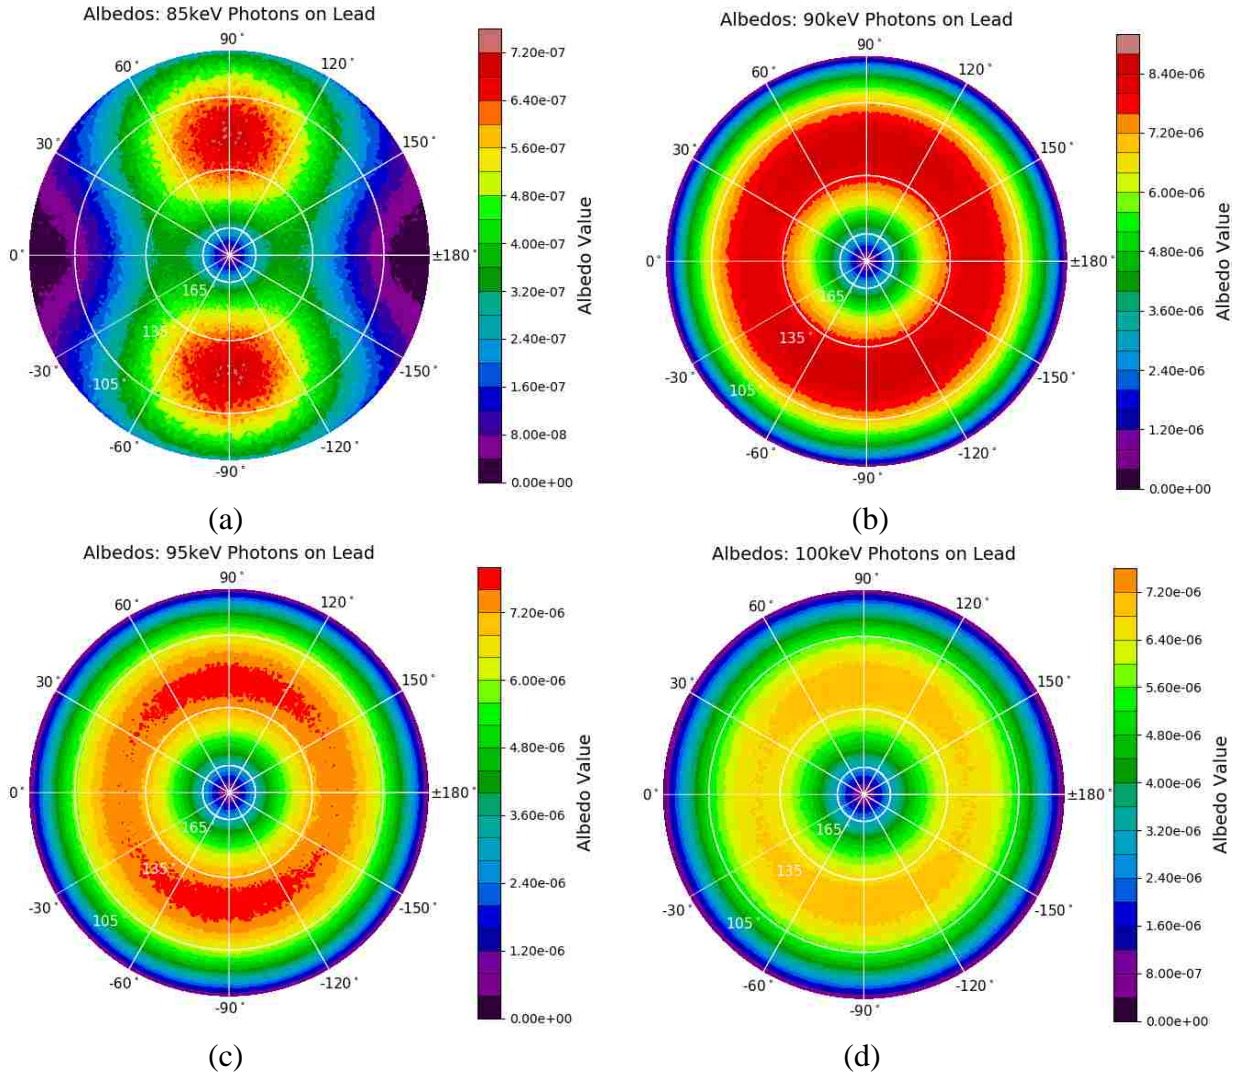 Albedos: 85keV Photons on Lead
90°
60°
120°
30°
150°
0°
±180°
165
135°
105°
-30°
-150°
-60°
-120°
-90°
7.20e-07
6.40e-07
5.60e-07
4.80e-07
4.00e-07
3.20e-07
2.40e-07
1.60e-07
8.00e-08
0.00e+00
Albedo Value
(a)
Albedos: 90keV Photons on Lead
90°
60°
120°
30°
150°
0°
±180°
165°
135°
105°
-30°
-150°
-60°
-120°
-90°
8.40e-06
7.20e-06
6.00e-06
4.80e-06
3.60e-06
2.40e-06
1.20e-06
0.00e+00
Albedo Value
(b)
Albedos: 95keV Photons on Lead
90°
60°
120°
30°
150°
0°
±180°
165°
135°
105°
-30°
-150°
-60°
-120°
-90°
7.20e-06
6.00e-06
4.80e-06
3.60e-06
2.40e-06
1.20e-06
0.00e+00
Albedo Value
(c)
Albedos: 100keV Photons on Lead
90°
60°
120°
30°
150°
0°
±180°
165°
135°
105°
-30°
-150°
-60°
-120°
-90°
7.20e-06
6.40e-06
5.60e-06
4.80e-06
4.00e-06
3.20e-06
2.40e-06
1.60e-06
8.00e-07
0.00e+00
Albedo Value
(d)